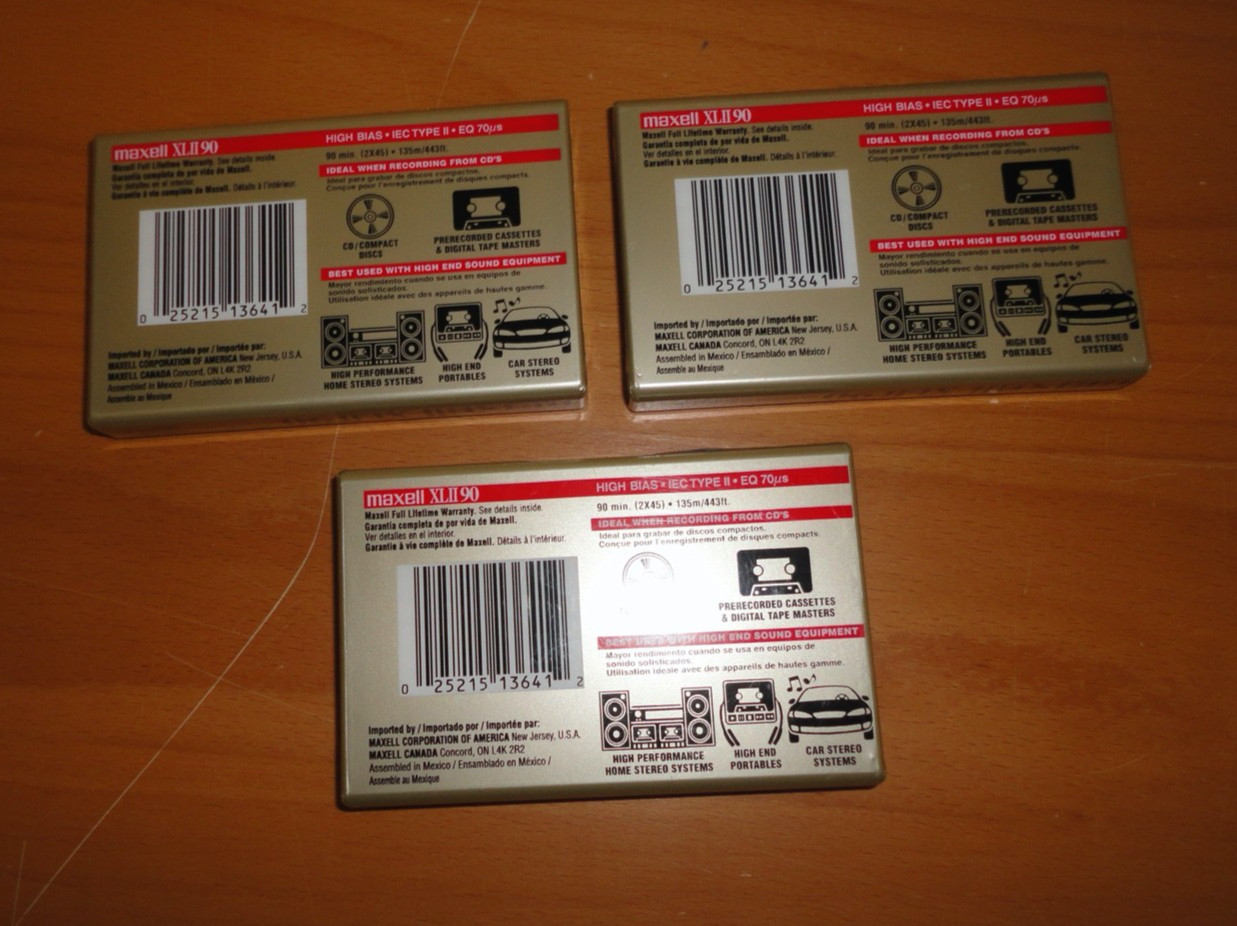 maxell XLII90
HIGH BIAS • IEC TYPE II • EQ 70µs
Maxell Full Lifetime Warranty. See details inside.
Garantía completa de por vida de Maxell.
Ver detalles en el interior.
Garantie à vie complète de Maxell. Détails à l'intérieur.
90 min. (2X45) • 135m/443ft.
IDEAL WHEN RECORDING FROM CD'S
Ideal para grabar de discos compactos.
Conçue pour l'enregistrement de disques compacts.
CD/COMPACT
DISCS
PRERECORDED CASSETTES
& DIGITAL TAPE MASTERS
0 25215 13641 2
BEST USED WITH HIGH END SOUND EQUIPMENT
Mayor rendimiento cuando se usa en equipos de
sonido sofisticados.
Utilisation idéale avec des appareils de hautes gamme.
Imported by / Importado por / Importée par:
MAXELL CORPORATION OF AMERICA New Jersey, U.S.A.
MAXELL CANADA Concord, ON L4K 2R2
Assembled in Mexico / Ensamblado en México /
Assemble au Mexique
HIGH PERFORMANCE
HOME STEREO SYSTEMS
HIGH END
PORTABLES
CAR STEREO
SYSTEMS
maxell XLII90
HIGH BIAS • IEC TYPE II • EQ 70µs
Maxell Full Lifetime Warranty. See details inside.
Garantía completa de por vida de Maxell.
Ver detalles en el interior.
Garantie à vie complète de Maxell. Détails à l'intérieur.
90 min. (2X45) • 135m/443ft.
IDEAL WHEN RECORDING FROM CD'S
Ideal para grabar de discos compactos.
Conçue pour l'enregistrement de disques compacts.
CD/COMPACT
DISCS
PRERECORDED CASSETTES
& DIGITAL TAPE MASTERS
0 25215 13641 2
BEST USED WITH HIGH END SOUND EQUIPMENT
Mayor rendimiento cuando se usa en equipos de
sonido sofisticados.
Utilisation idéale avec des appareils de hautes gamme.
Imported by / Importado por / Importée par:
MAXELL CORPORATION OF AMERICA New Jersey, U.S.A.
MAXELL CANADA Concord, ON L4K 2R2
Assembled in Mexico / Ensamblado en México /
Assemble au Mexique
HIGH PERFORMANCE
HOME STEREO SYSTEMS
HIGH END
PORTABLES
CAR STEREO
SYSTEMS
maxell XLII90
HIGH BIAS • IEC TYPE II • EQ 70µs
Maxell Full Lifetime Warranty. See details inside.
Garantía completa de por vida de Maxell.
Ver detalles en el interior.
Garantie à vie complète de Maxell. Détails à l'intérieur.
90 min. (2X45) • 135m/443ft.
IDEAL WHEN RECORDING FROM CD'S
Ideal para grabar de discos compactos.
Conçue pour l'enregistrement de disques compacts.
PRERECORDED CASSETTES
& DIGITAL TAPE MASTERS
0 25215 13641 2
BEST USED WITH HIGH END SOUND EQUIPMENT
Mayor rendimiento cuando se usa en equipos de
sonido sofisticados.
Utilisation idéale avec des appareils de hautes gamme.
Imported by / Importado por / Importée par:
MAXELL CORPORATION OF AMERICA New Jersey, U.S.A.
MAXELL CANADA Concord, ON L4K 2R2
Assembled in Mexico / Ensamblado en México /
Assemble au Mexique
HIGH PERFORMANCE
HOME STEREO SYSTEMS
HIGH END
PORTABLES
CAR STEREO
SYSTEMS